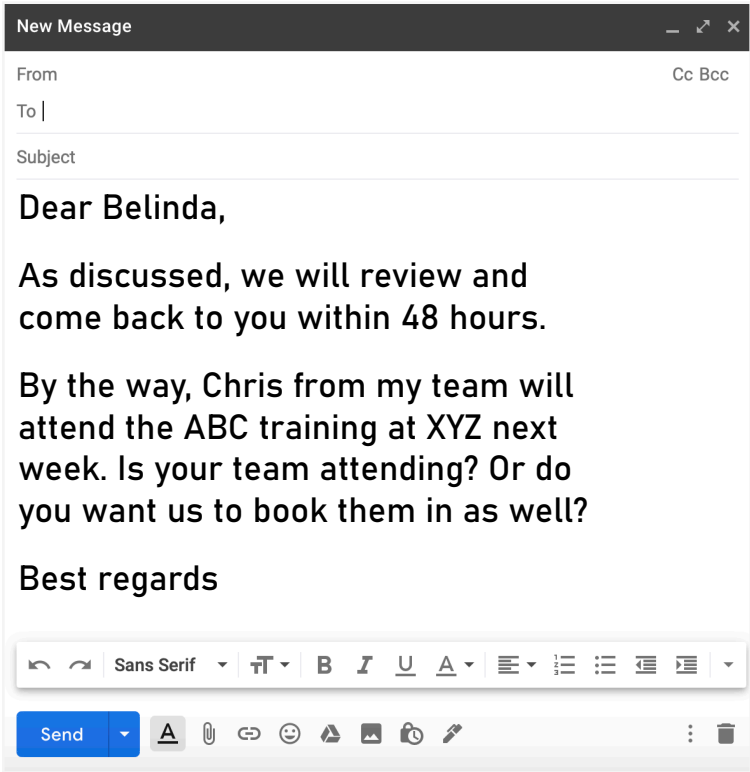 New Message
From Cc Bcc
To
Subject
Dear Belinda,
As discussed, we will review and
come back to you within 48 hours.
By the way, Chris from my team will
attend the ABC training at XYZ next
week. Is your team attending? Or do
you want us to book them in as well?
Best regards
Sans Serif
Send